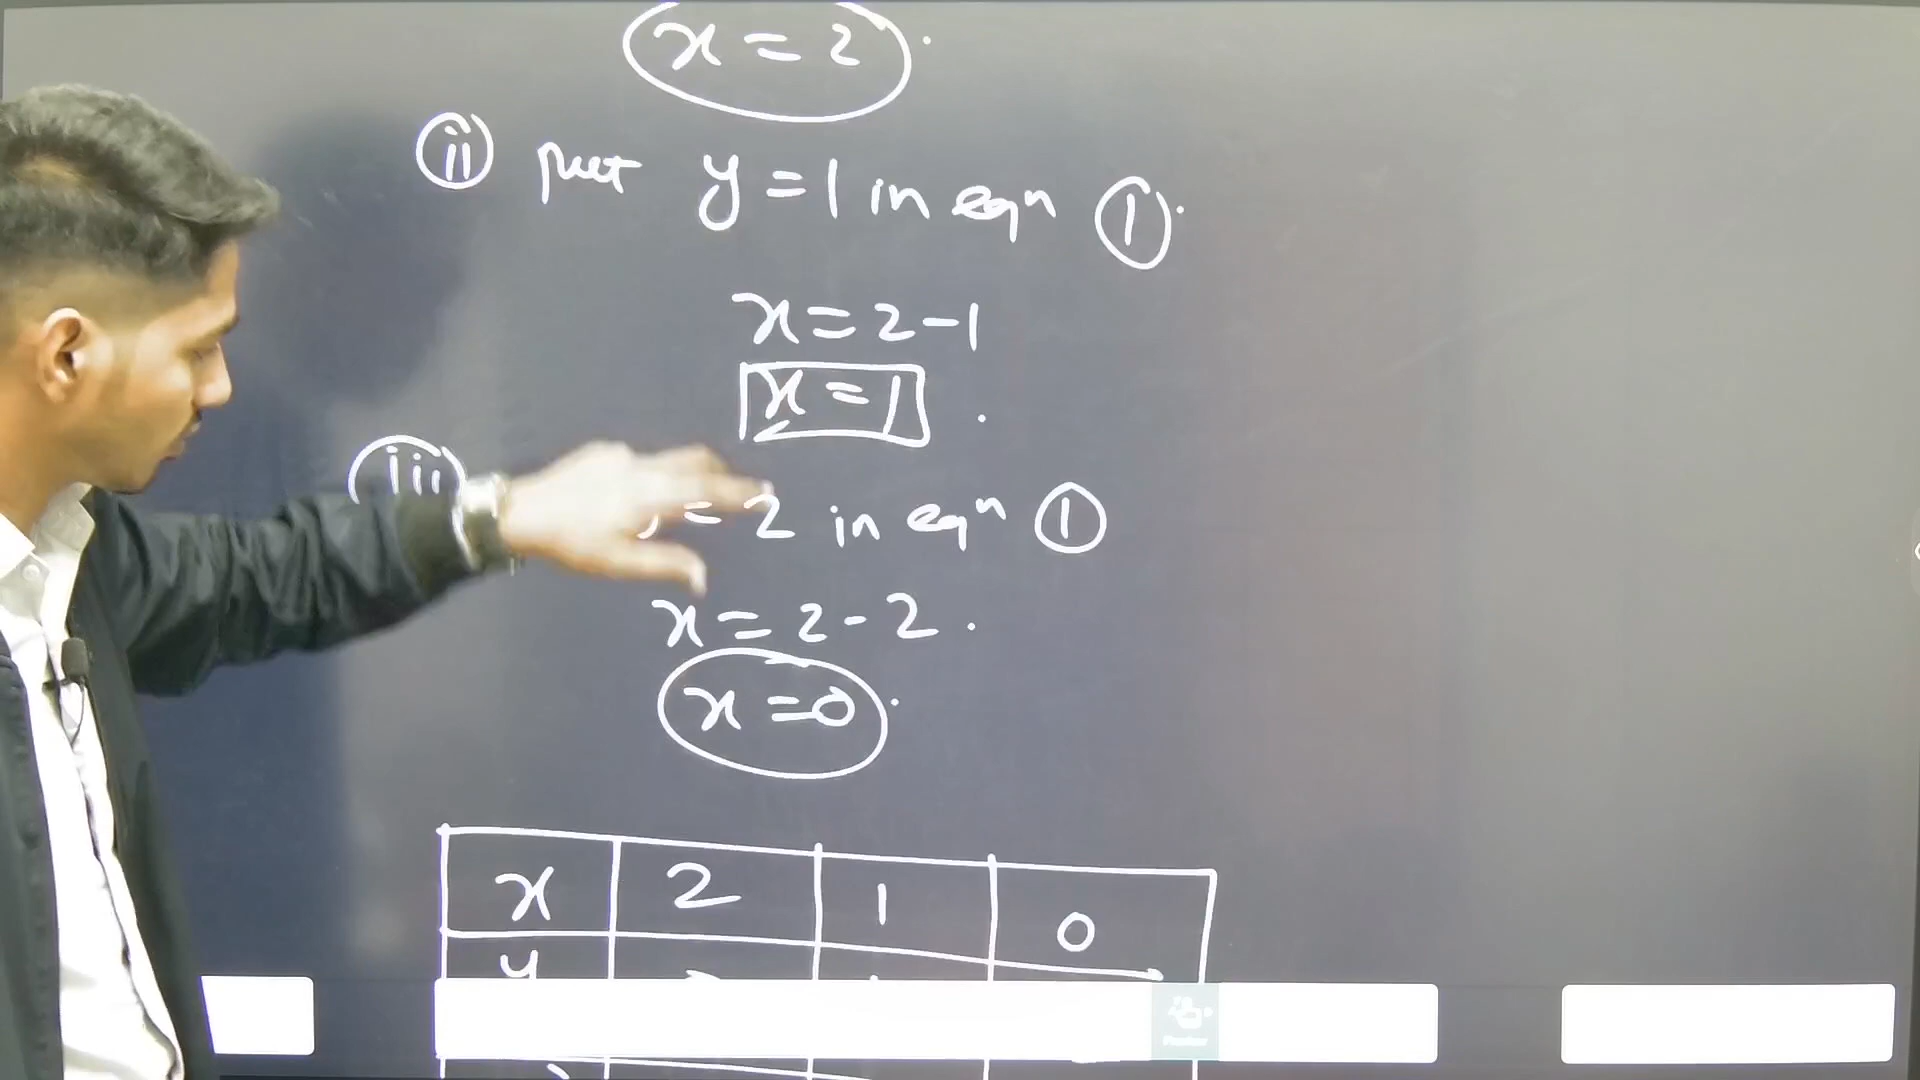 x = 2.
(ii) put y = 1 in eqn (1).
x = 2 - 1
x = 1.
(iii) = 2 in eqn (1)
x = 2 - 2.
x = 0.
x 2 1 0
y